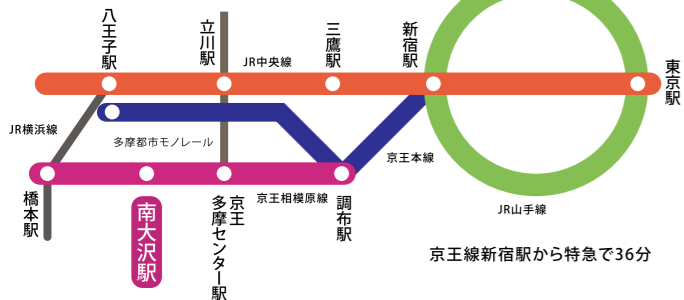 八王子駅
立川駅
三鷹駅
新宿駅
東京駅
JR中央線
JR横浜線
多摩都市モノレール
京王本線
京王相模原線
橋本駅
南大沢駅
京王
多摩センター駅
調布駅
JR山手線
京王線新宿駅から特急で36分